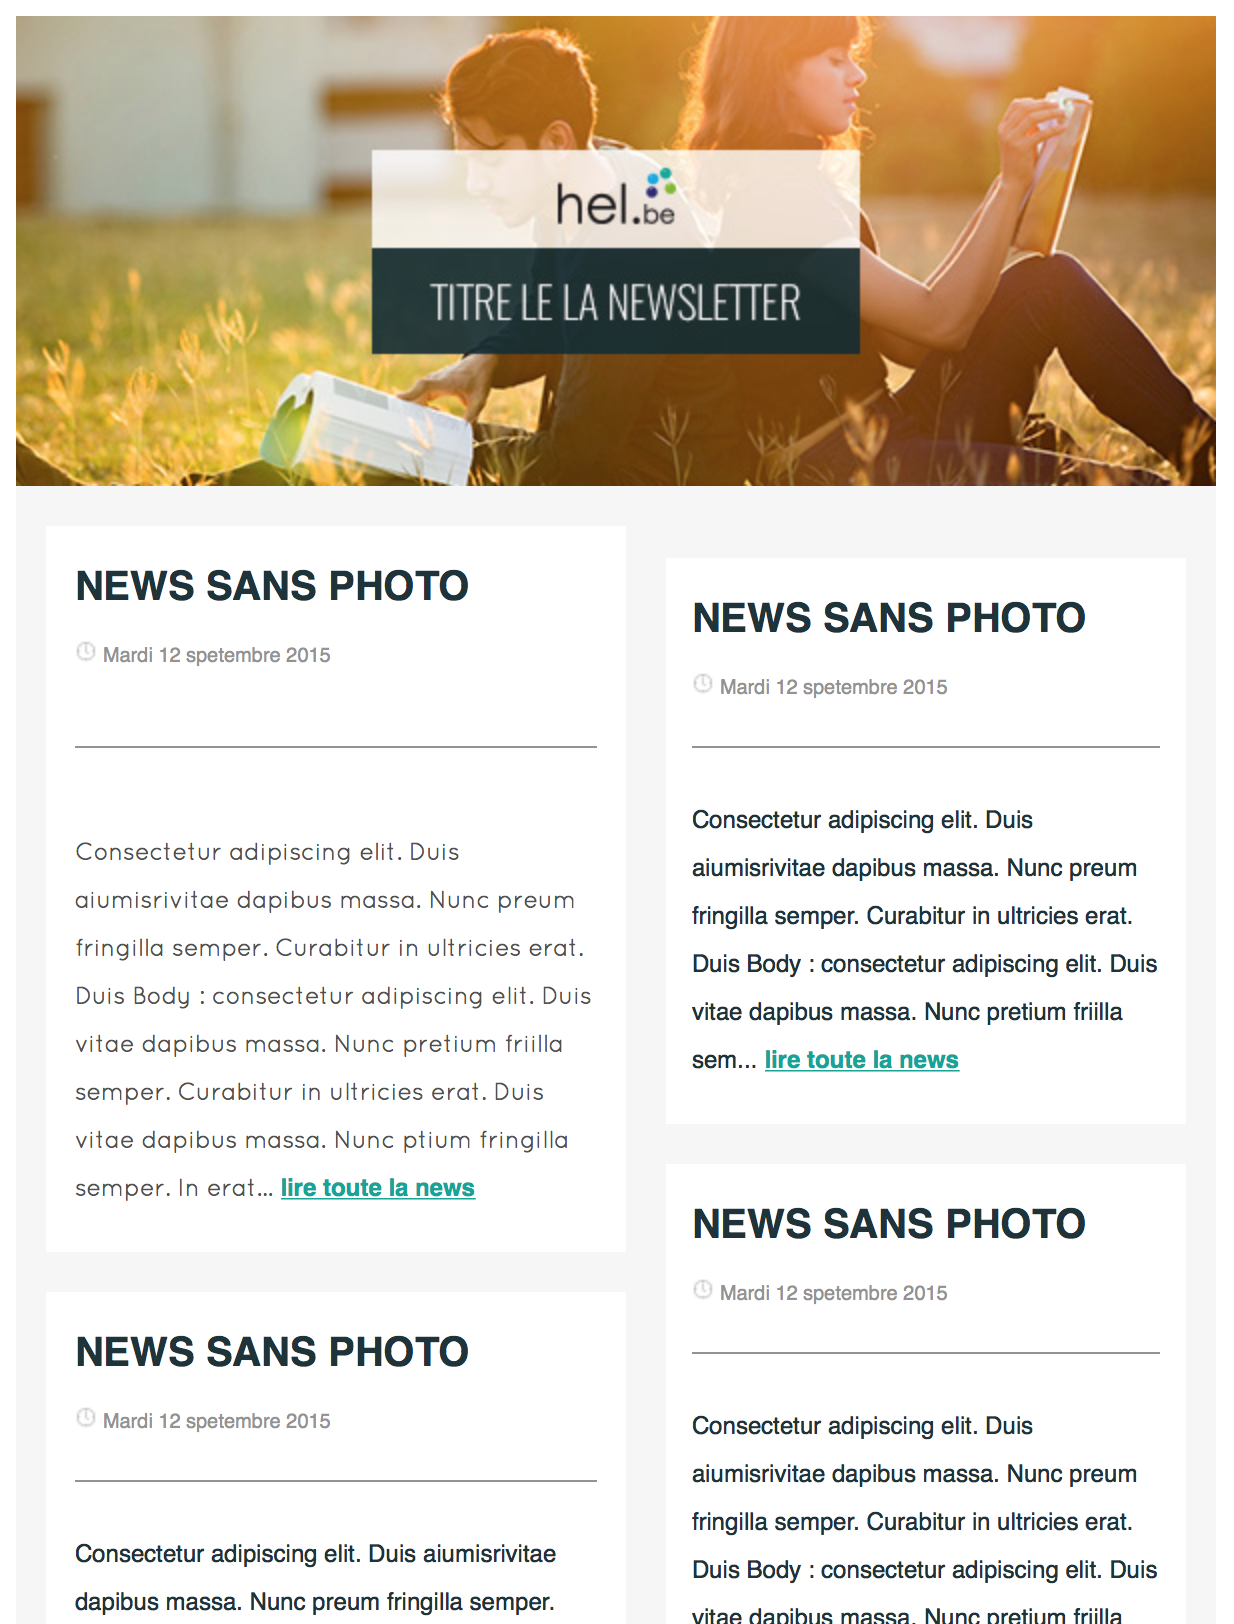 hel.be
TITRE LE LA NEWSLETTER
NEWS SANS PHOTO
Mardi 12 spetembre 2015
Consectetur adipiscing elit. Duis
aiumisrivitae dapibus massa. Nunc preum
fringilla semper. Curabitur in ultricies erat.
Duis Body : consectetur adipiscing elit. Duis
vitae dapibus massa. Nunc pretium friilla
semper. Curabitur in ultricies erat. Duis
vitae dapibus massa. Nunc ptium fringilla
semper. In erat... lire toute la news
NEWS SANS PHOTO
Mardi 12 spetembre 2015
Consectetur adipiscing elit. Duis aiumisrivitae
dapibus massa. Nunc preum fringilla semper.
NEWS SANS PHOTO
Mardi 12 spetembre 2015
Consectetur adipiscing elit. Duis
aiumisrivitae dapibus massa. Nunc preum
fringilla semper. Curabitur in ultricies erat.
Duis Body : consectetur adipiscing elit. Duis
vitae dapibus massa. Nunc pretium friilla
sem... lire toute la news
NEWS SANS PHOTO
Mardi 12 spetembre 2015
Consectetur adipiscing elit. Duis
aiumisrivitae dapibus massa. Nunc preum
fringilla semper. Curabitur in ultricies erat.
Duis Body : consectetur adipiscing elit. Duis
vitae dapibus massa. Nunc pretium friilla